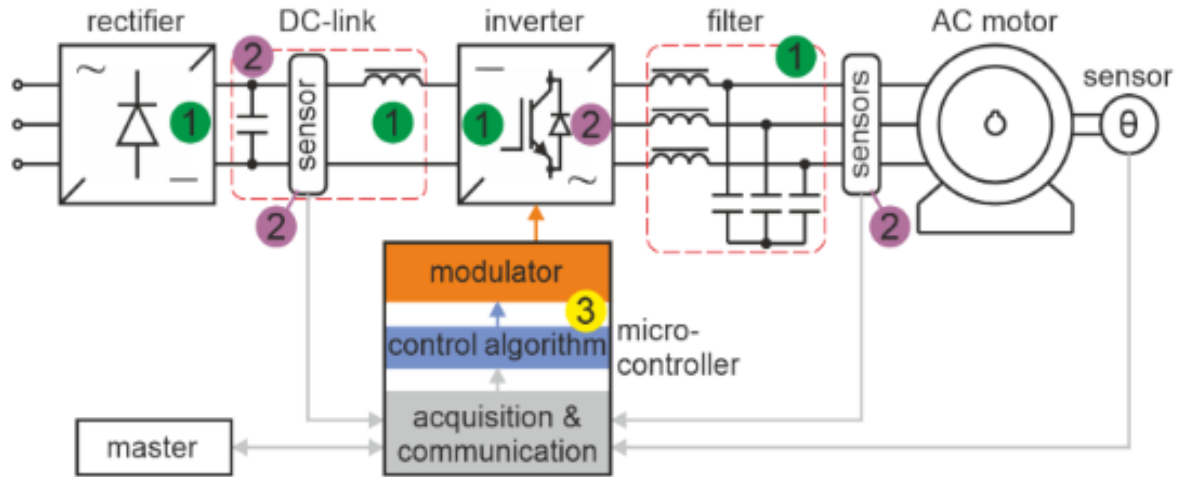 rectifier
DC-link
inverter
filter
AC motor
sensor
~
1
—
2
sensor
1
2
—
1
2
~
1
sensors
2
θ
modulator
3
control algorithm
micro-
controller
acquisition &
communication
master